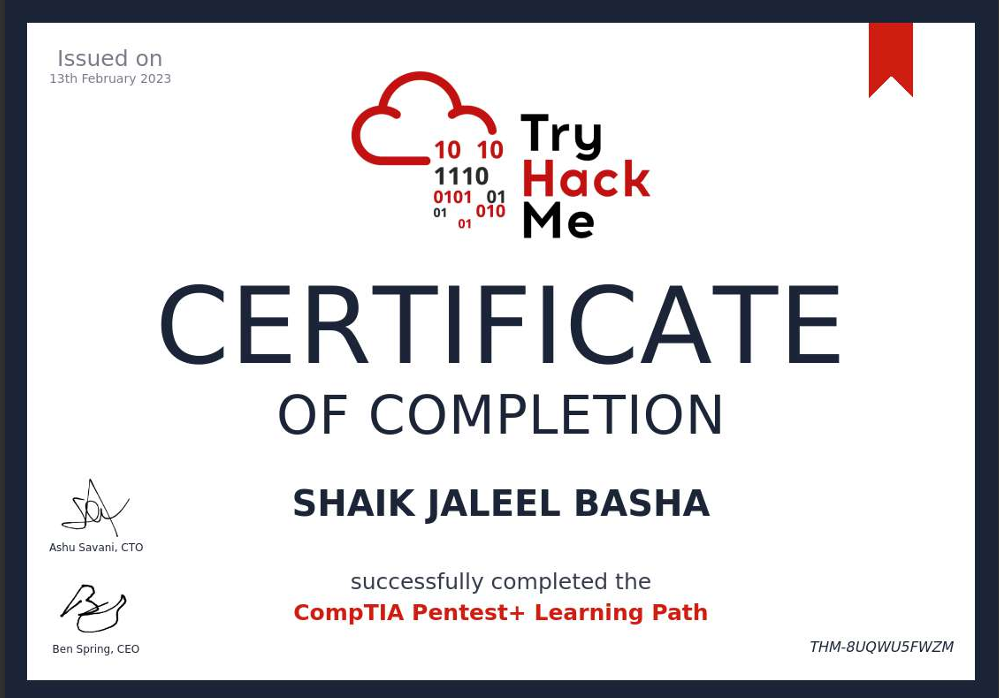 Issued on
13th February 2023
10 10
1110
0101 01
01 010
01
Try
Hack
Me
CERTIFICATE
OF COMPLETION
SHAIK JALEEL BASHA
Ashu Savani, CTO
successfully completed the
CompTIA Pentest+ Learning Path
Ben Spring, CEO
THM-8UQWU5FWZM